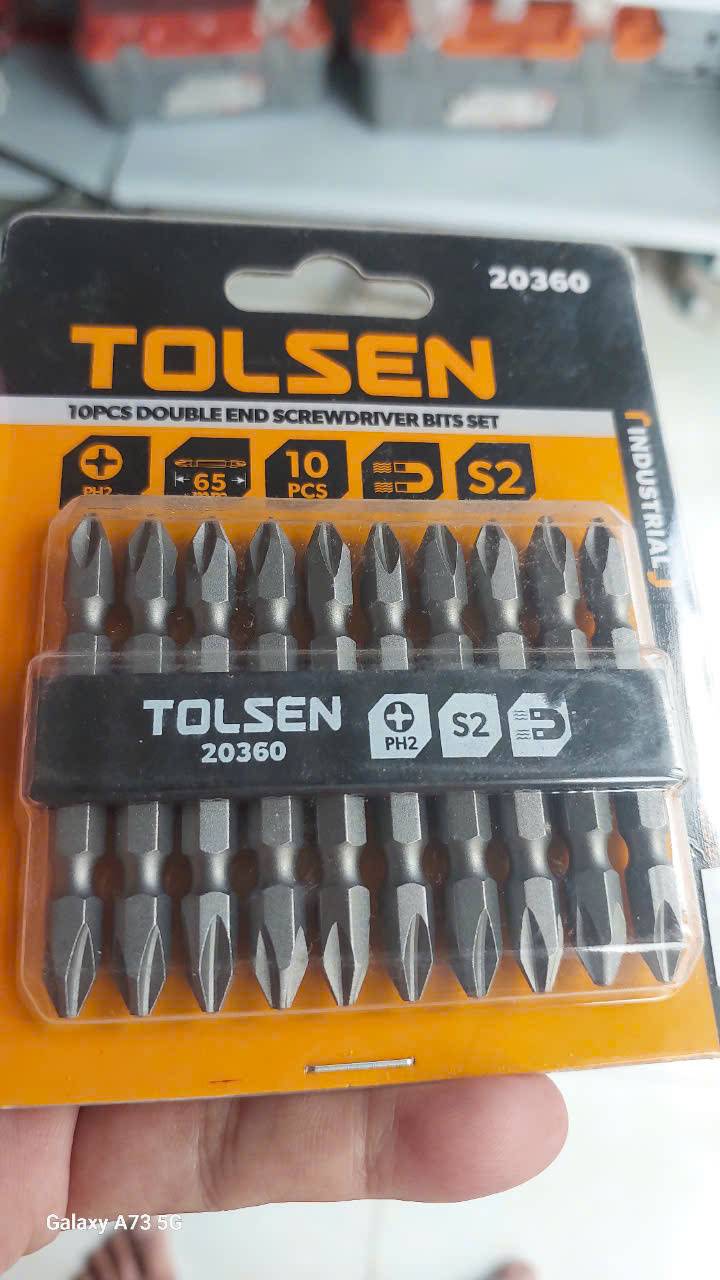 20360
TOLSEN
10PCS DOUBLE END SCREWDRIVER BITS SET
PH2
65
mm
10
PCS
S2
INDUSTRIAL
TOLSEN
20360
PH2
S2
Galaxy A73 5G